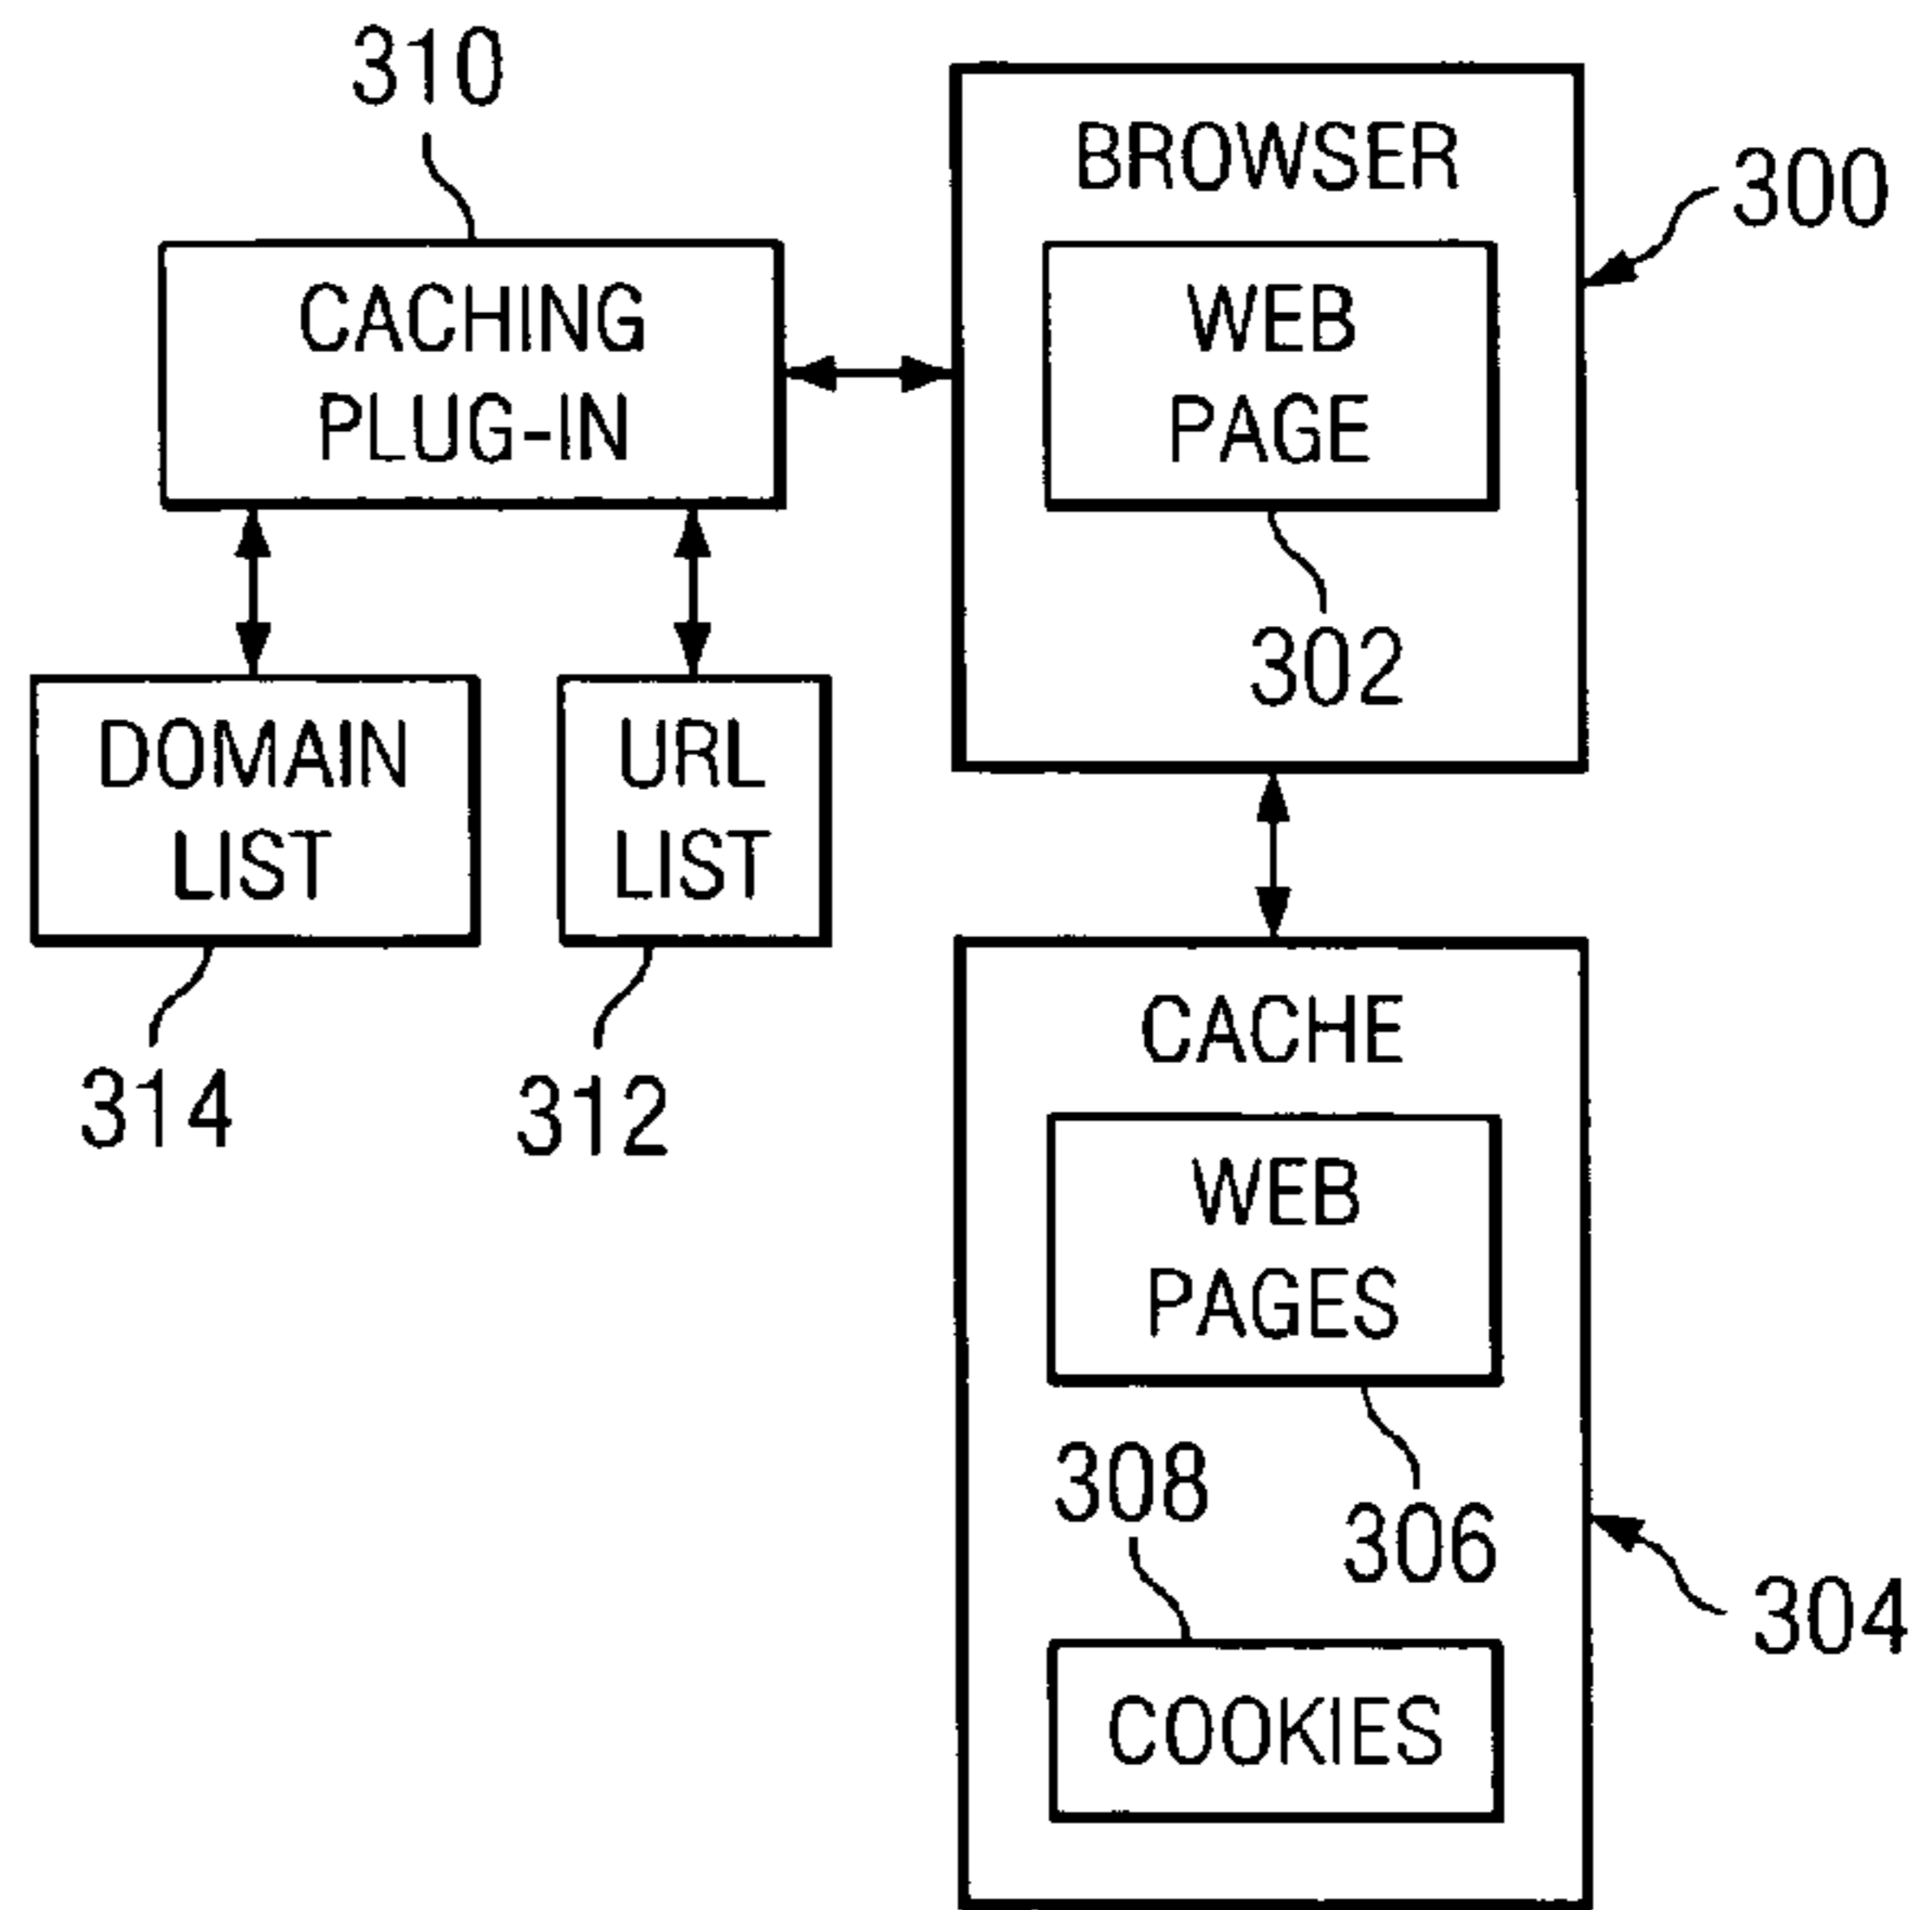 310
BROWSER
300
CACHING
PLUG-IN
WEB
PAGE
302
DOMAIN
LIST
URL
LIST
314
312
CACHE
WEB
PAGES
308
306
304
COOKIES